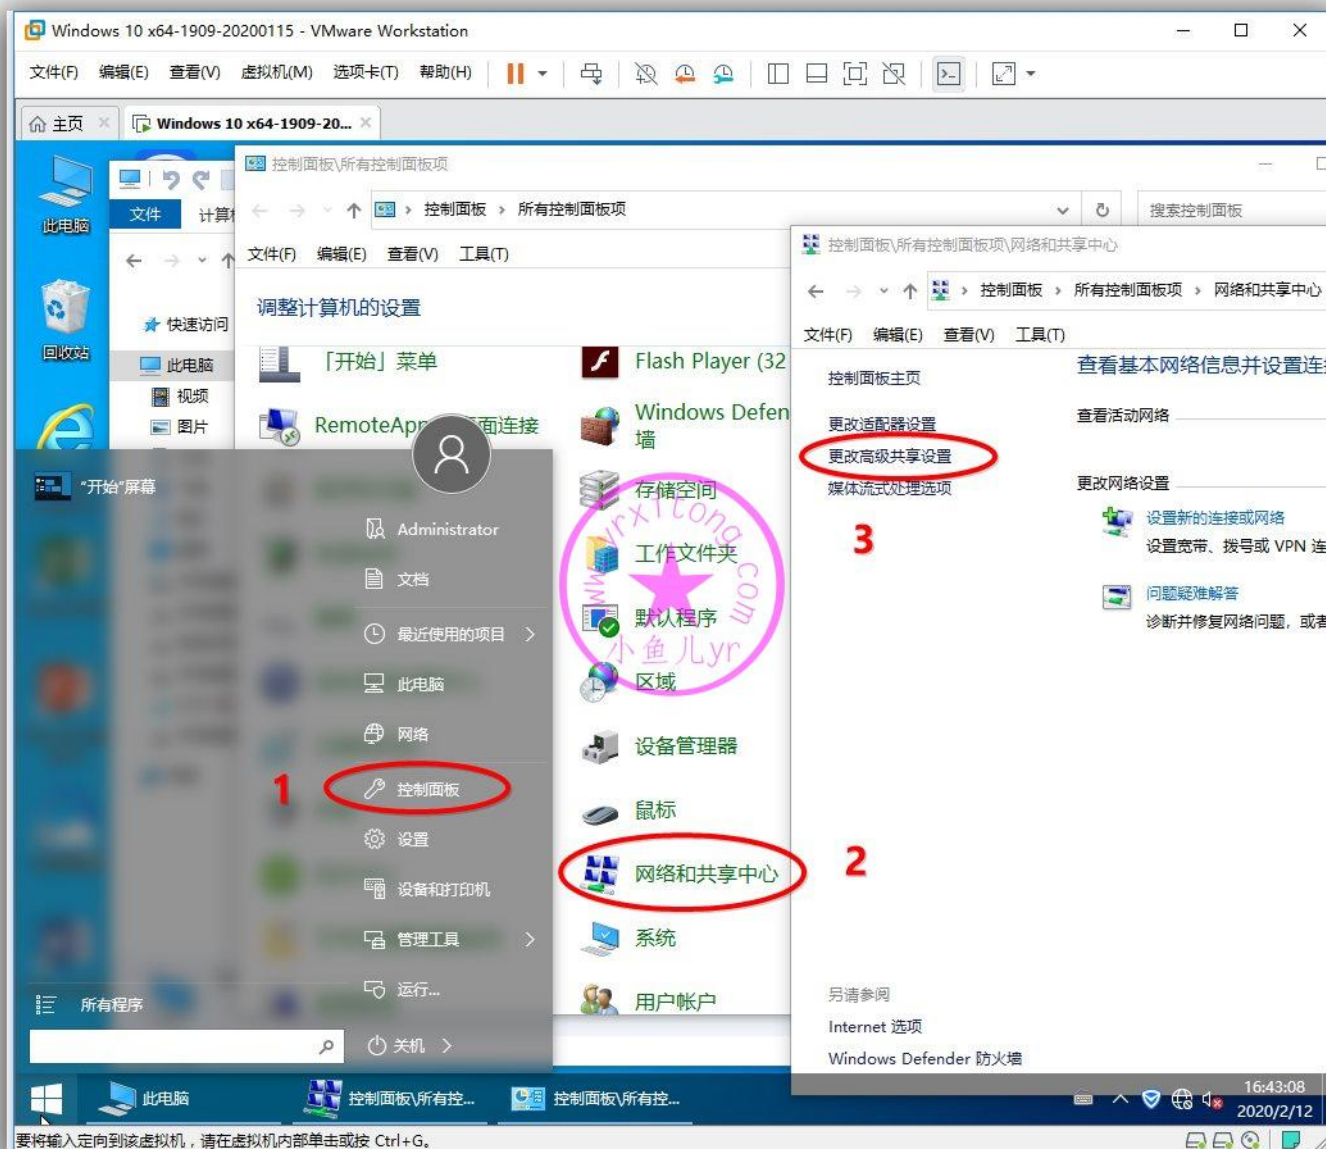 Windows 10 x64-1909-20200115 - VMware Workstation
文件(F) 编辑(E) 查看(V) 虚拟机(M) 选项卡(T) 帮助(H)
主页 Windows 10 x64-1909-20...
此电脑
回收站
文件
快速访问
此电脑
视频
图片
控制面板\所有控制面板项
控制面板 › 所有控制面板项
搜索控制面板
文件(F) 编辑(E) 查看(V) 工具(T)
调整计算机的设置
「开始」菜单
Flash Player (32
Windows Defen
墙
存储空间
工作文件夹
默认程序
区域
设备管理器
鼠标
网络和共享中心
2
系统
用户帐户
控制面板\所有控制面板项\网络和共享中心
控制面板 › 所有控制面板项 › 网络和共享中心
文件(F) 编辑(E) 查看(V) 工具(T)
控制面板主页
更改适配器设置
更改高级共享设置
媒体流式处理选项
3
查看基本网络信息并设置连
查看活动网络
更改网络设置
设置新的连接或网络
设置宽带、拨号或 VPN 连
问题疑难解答
诊断并修复网络问题，或者
另请参阅
Internet 选项
Windows Defender 防火墙
"开始"屏幕
Administrator
文档
最近使用的项目
此电脑
网络
1
控制面板
设置
设备和打印机
管理工具
运行...
所有程序
关机
www.yrxitong.com
小鱼儿yr
此电脑
控制面板\所有控...
控制面板\所有控...
16:43:08
2020/2/12
要将输入定向到该虚拟机，请在虚拟机内部单击或按 Ctrl+G。